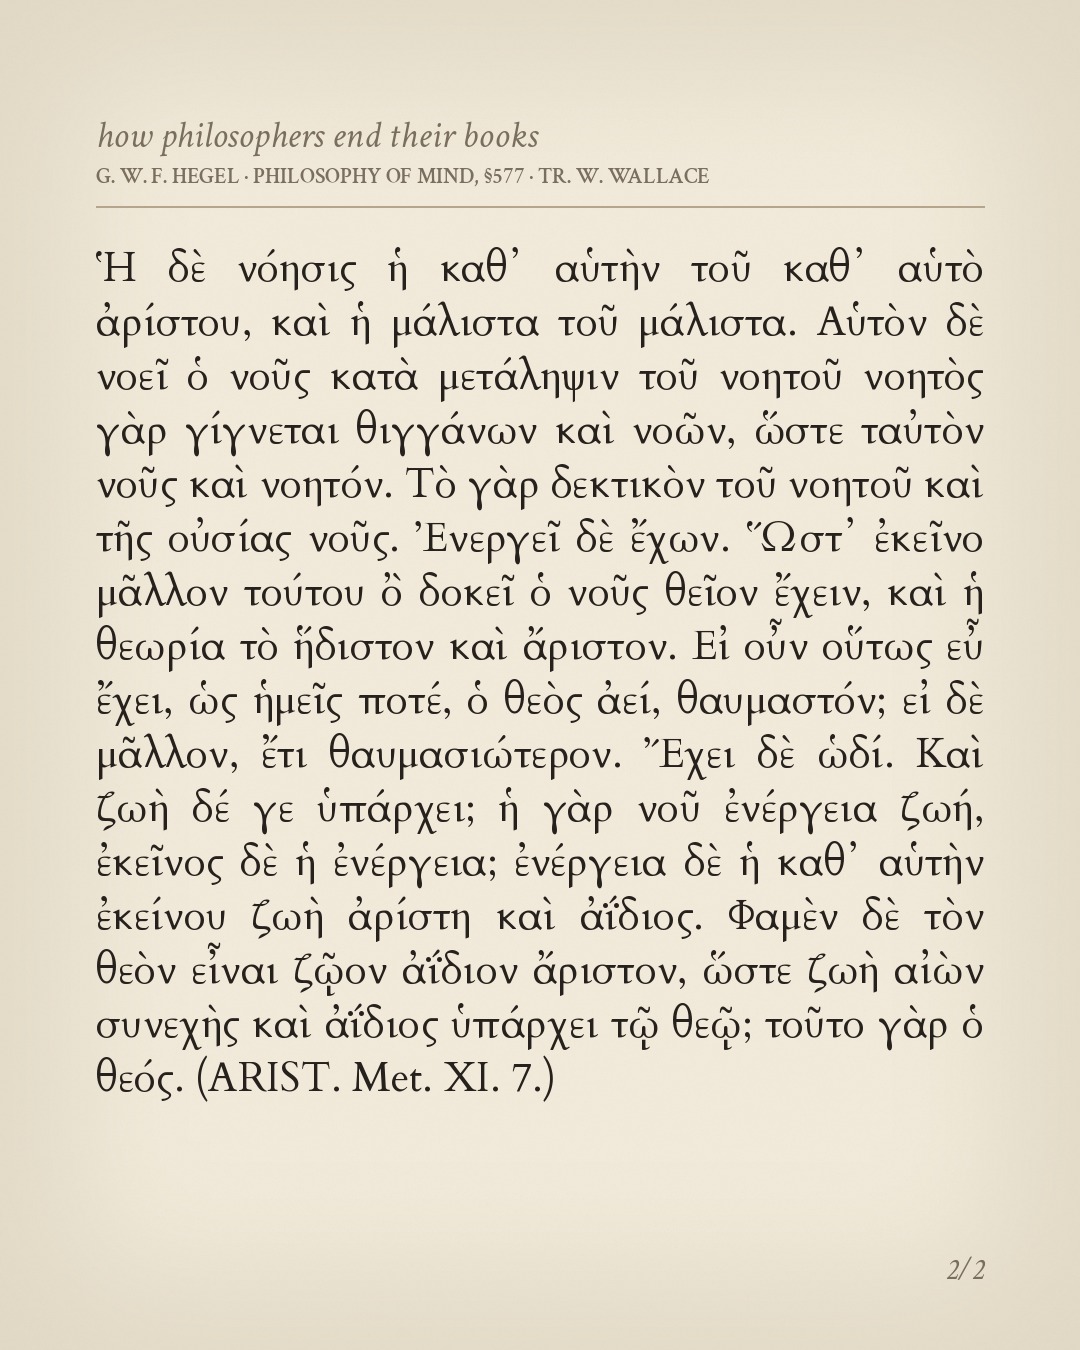 how philosophers end their books
G. W. F. HEGEL · PHILOSOPHY OF MIND, §577 · TR. W. WALLACE
Ἡ δὲ νόησις ἡ καθ’ αὑτὴν τοῦ καθ’ αὑτὸ
ἀρίστου, καὶ ἡ μάλιστα τοῦ μάλιστα. Αὑτὸν δὲ
νοεῖ ὁ νοῦς κατὰ μετάληψιν τοῦ νοητοῦ νοητὸς
γὰρ γίγνεται θιγγάνων καὶ νοῶν, ὥστε ταὐτὸν
νοῦς καὶ νοητόν. Τὸ γὰρ δεκτικὸν τοῦ νοητοῦ καὶ
τῆς οὐσίας νοῦς. Ἐνεργεῖ δὲ ἔχων. Ὥστ’ ἐκεῖνο
μᾶλλον τούτου ὃ δοκεῖ ὁ νοῦς θεῖον ἔχειν, καὶ ἡ
θεωρία τὸ ἥδιστον καὶ ἄριστον. Εἰ οὖν οὕτως εὖ
ἔχει, ὡς ἡμεῖς ποτέ, ὁ θεὸς ἀεί, θαυμαστόν; εἰ δὲ
μᾶλλον, ἔτι θαυμασιώτερον. Ἔχει δὲ ὡδί. Καὶ
ζωὴ δέ γε ὑπάρχει; ἡ γὰρ νοῦ ἐνέργεια ζωή,
ἐκεῖνος δὲ ἡ ἐνέργεια; ἐνέργεια δὲ ἡ καθ’ αὑτὴν
ἐκείνου ζωὴ ἀρίστη καὶ ἀΐδιος. Φαμὲν δὲ τὸν
θεὸν εἶναι ζῷον ἀΐδιον ἄριστον, ὥστε ζωὴ αἰὼν
συνεχὴς καὶ ἀΐδιος ὑπάρχει τῷ θεῷ; τοῦτο γὰρ ὁ
θεός. (ARIST. Met. XI. 7.)
2/2